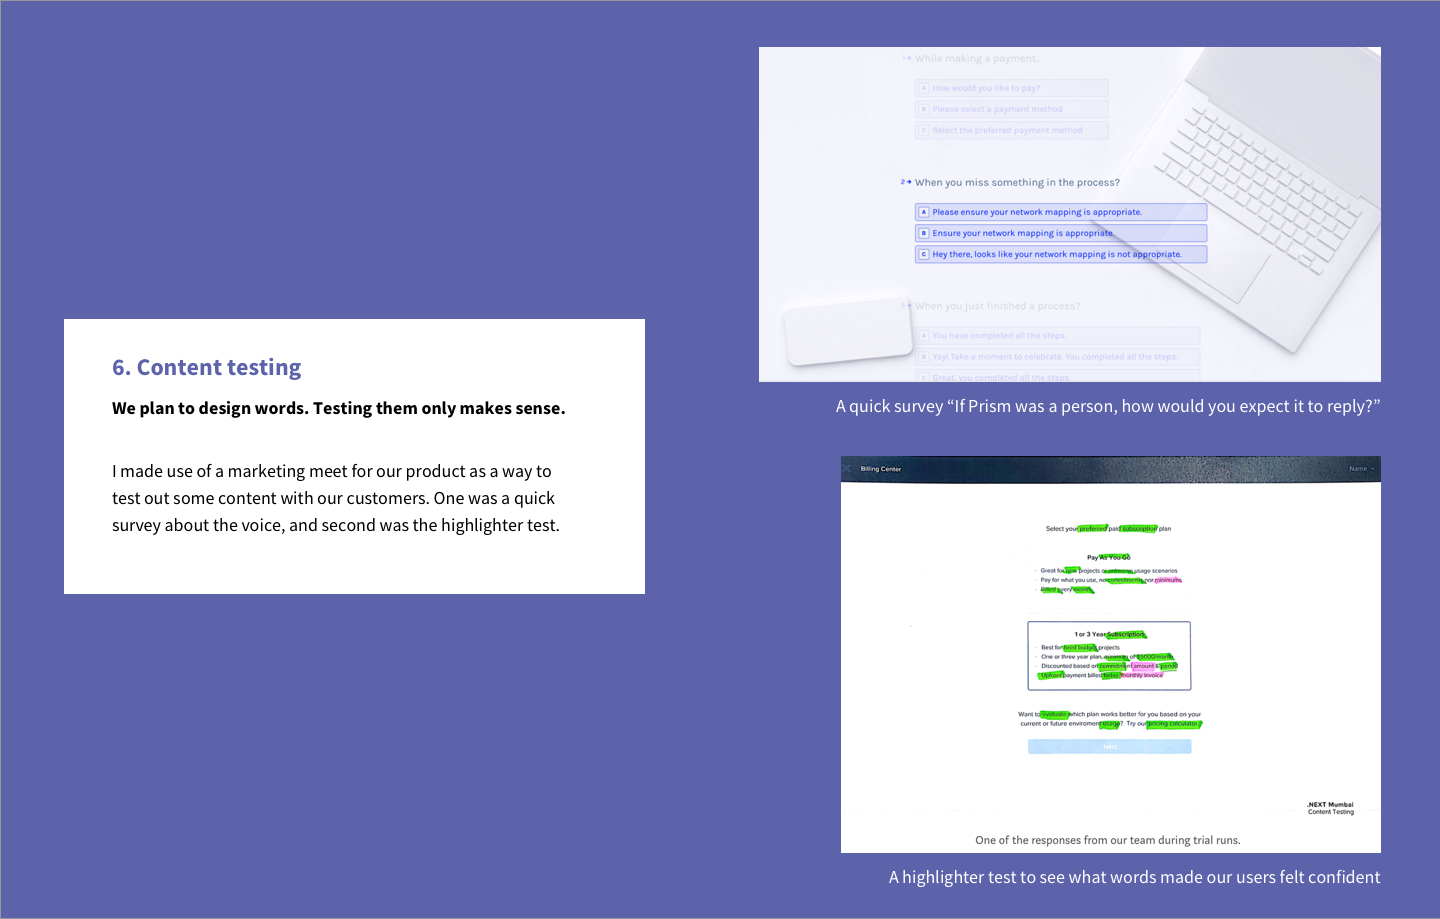 6. Content testing
We plan to design words. Testing them only makes sense.
I made use of a marketing meet for our product as a way to
test out some content with our customers. One was a quick
survey about the voice, and second was the highlighter test.
1 While making a payment.
A How would you like to pay?
B Please select a payment method
C Select the preferred payment method
2 When you miss something in the process?
A Please ensure your network mapping is appropriate.
B Ensure your network mapping is appropriate.
C Hey there, looks like your network mapping is not appropriate.
3 When you just finished a process?
A You have completed all the steps.
B Yay! Take a moment to celebrate. You completed all the steps.
C Great, you completed all the steps.
A quick survey “If Prism was a person, how would you expect it to reply?”
Billing Center
Name
Select your preferred paid subscription plan
Pay As You Go
Great for new projects or unknown usage scenarios
Pay for what you use, no commitments nor minimums
Billed every month
1 or 3 Year Subscription
Best for fixed budget projects
One or three year plan, minimum of $5000/month
Discounted based on commitment amount & period
Upfront payment billed today, monthly invoice
Want to evaluate which plan works better for you based on your
current or future enviroment usage? Try our pricing calculator
.NEXT Mumbai
Content Testing
One of the responses from our team during trial runs.
A highlighter test to see what words made our users felt confident